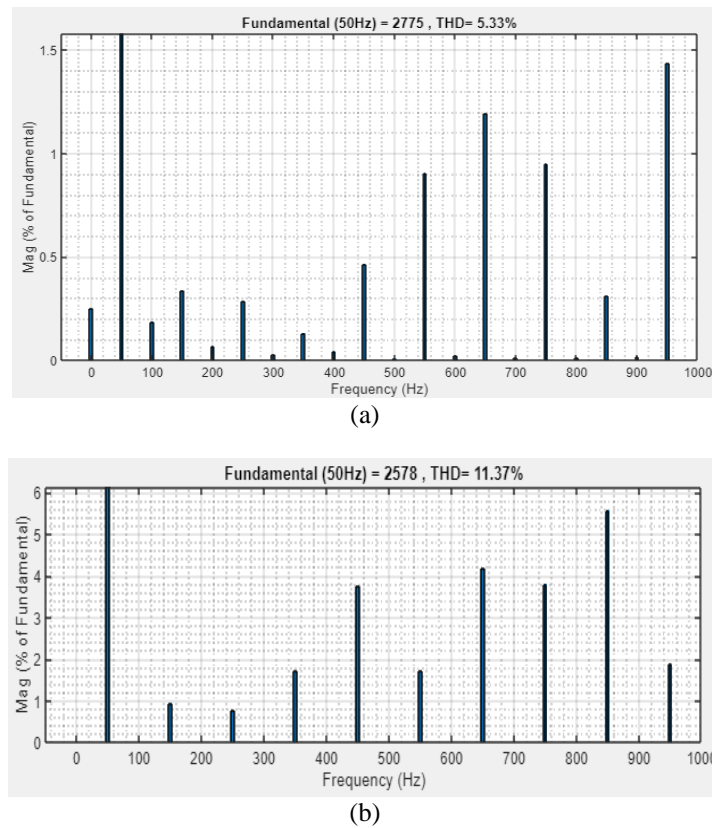 Fundamental (50Hz) = 2775 , THD= 5.33%
1.5
1
0.5
0
Mag (% of Fundamental)
0 100 200 300 400 500 600 700 800 900 1000
Frequency (Hz)
(a)
Fundamental (50Hz) = 2578 , THD= 11.37%
6
5
4
3
2
1
0
Mag (% of Fundamental)
0 100 200 300 400 500 600 700 800 900 1000
Frequency (Hz)
(b)